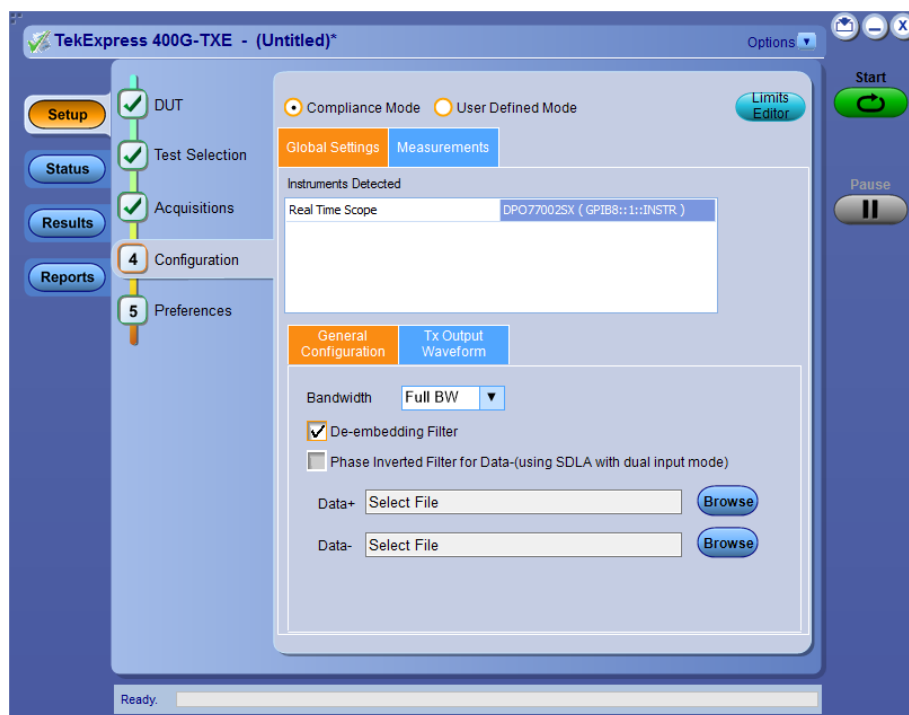 TekExpress 400G-TXE - (Untitled)*
Options
X
Setup
Status
Results
Reports
DUT
Test Selection
Acquisitions
4 Configuration
5 Preferences
Compliance Mode User Defined Mode
Limits
Editor
Global Settings Measurements
Instruments Detected
Real Time Scope DPO77002SX ( GPIB8::1::INSTR )
General
Configuration
Tx Output
Waveform
Bandwidth Full BW
De-embedding Filter
Phase Inverted Filter for Data-(using SDLA with dual input mode)
Data+ Select File Browse
Data- Select File Browse
Start
Pause
Ready.